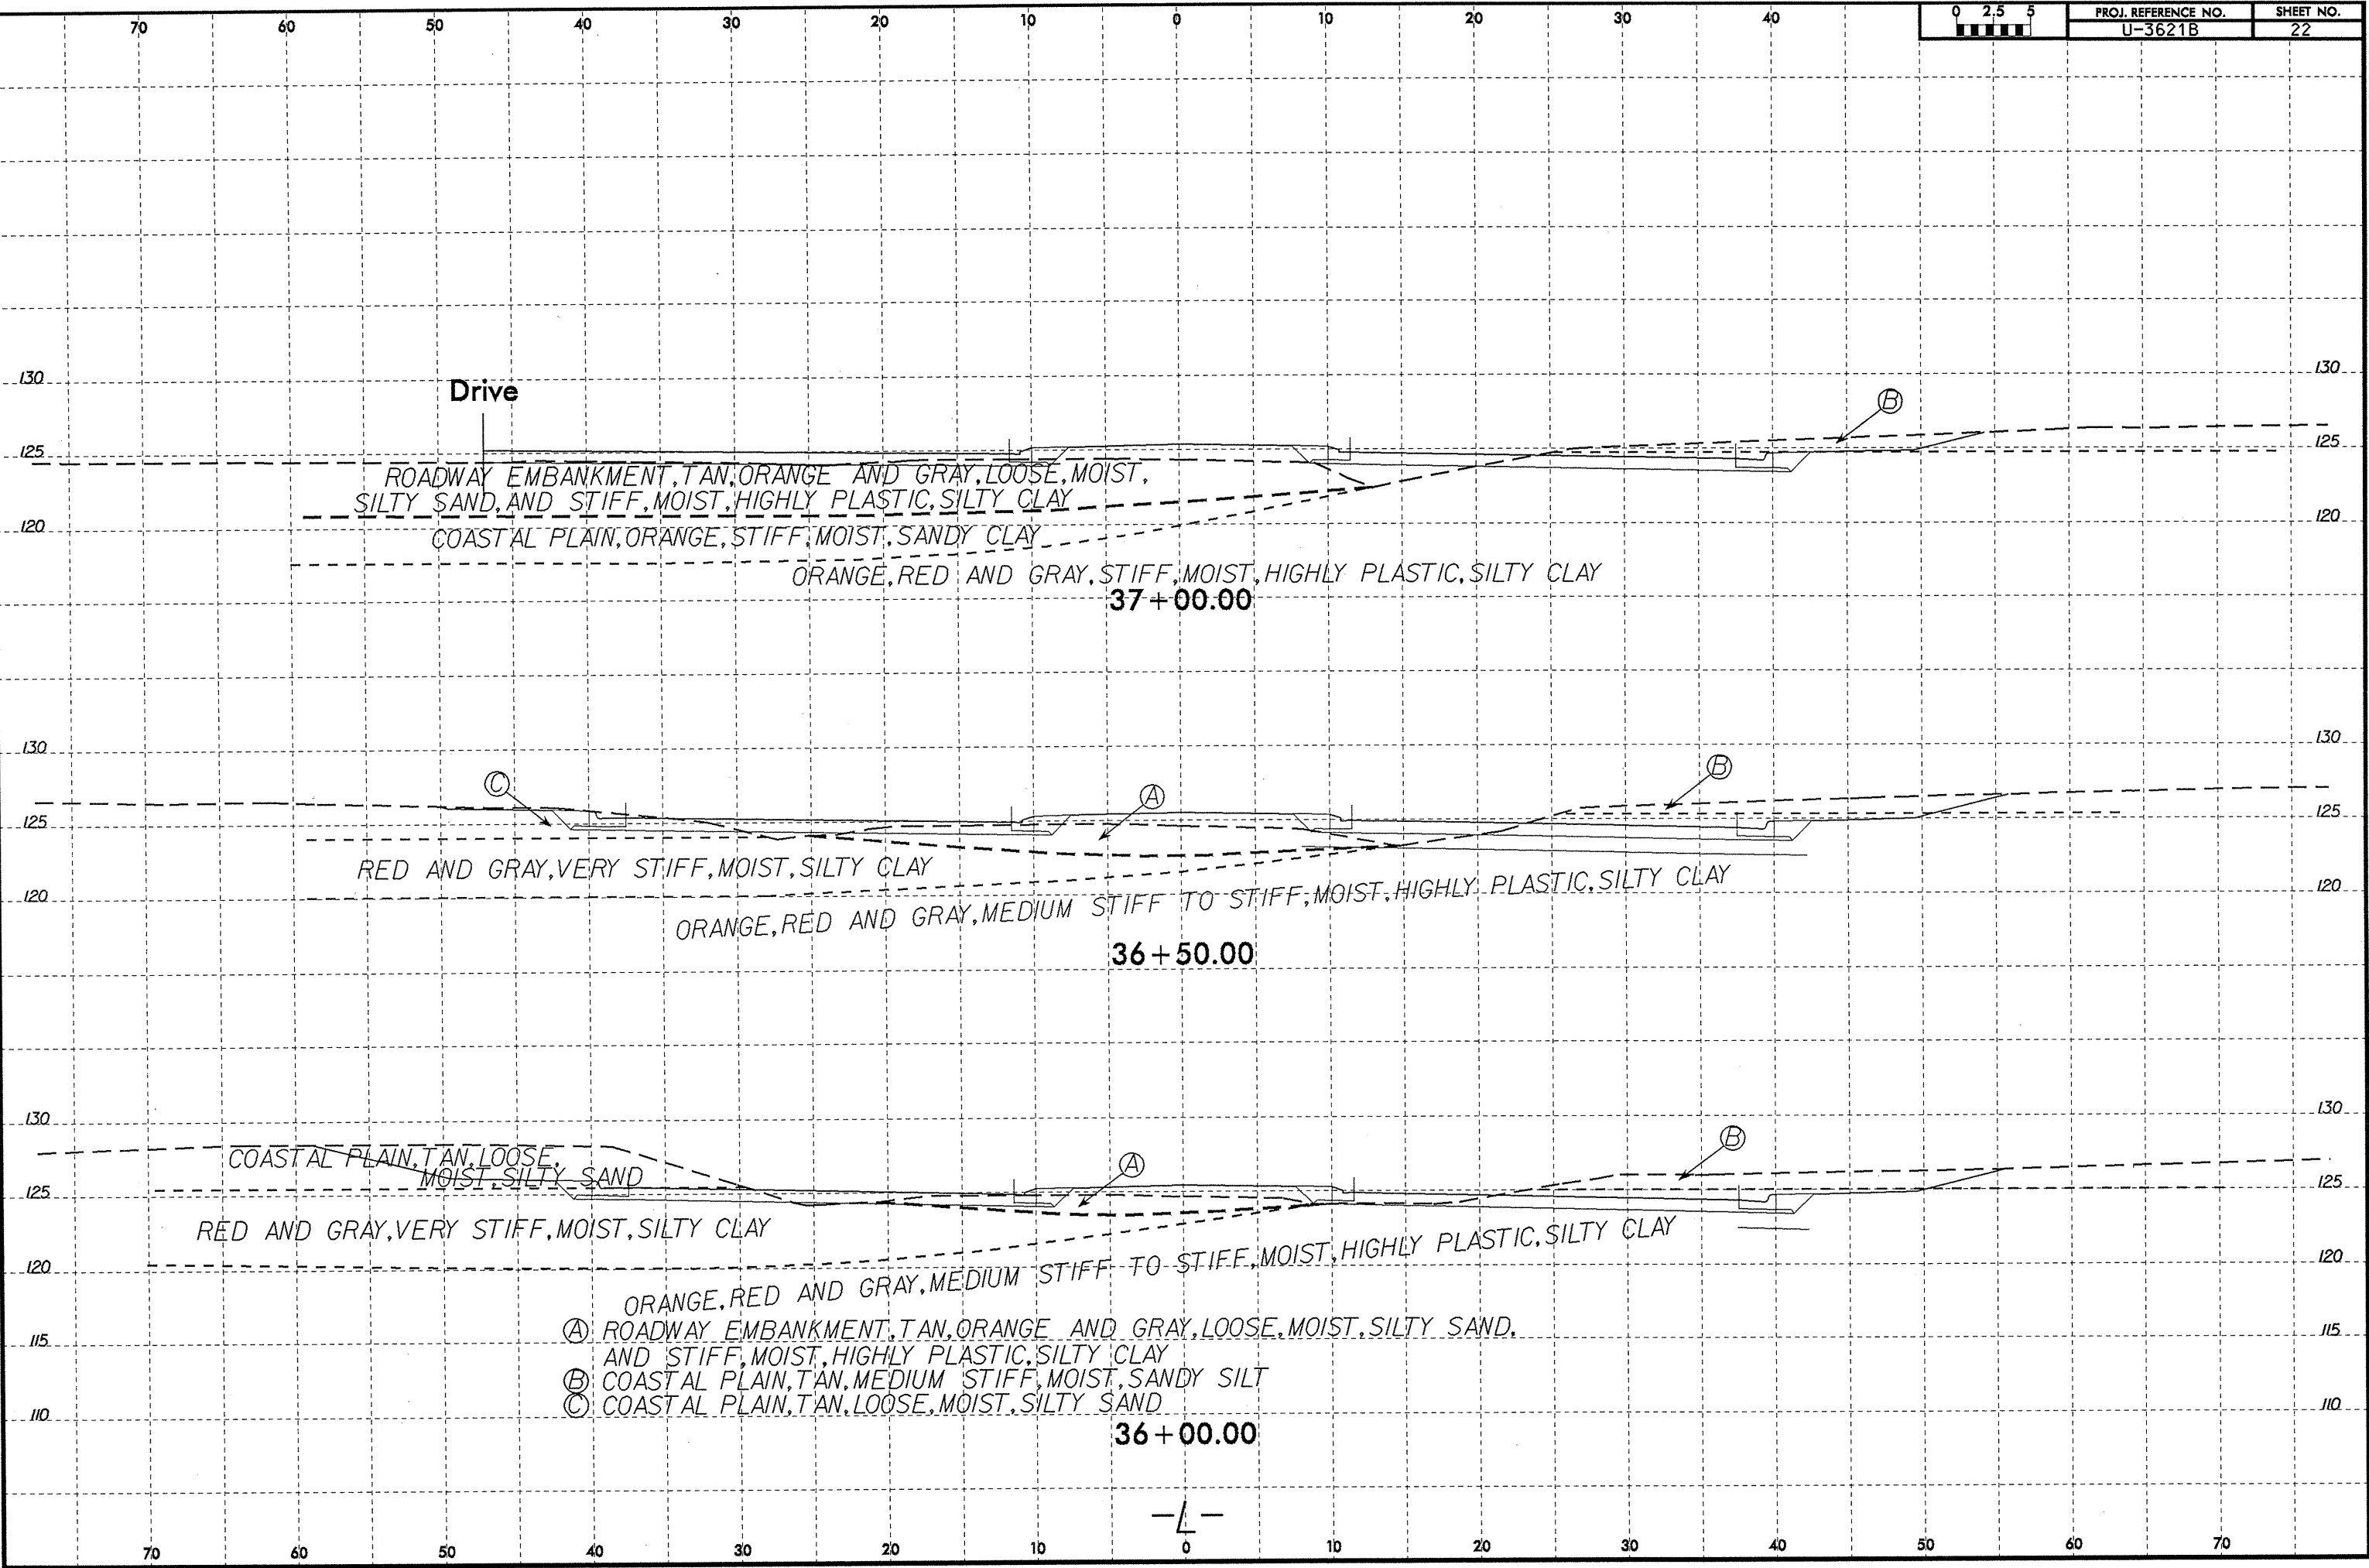 70 60 50 40 30 20 10 0 10 20 30 40
0 2.5 5
PROJ. REFERENCE NO. SHEET NO.
U-3621B 22
130 130
Drive
B
125 125
ROADWAY EMBANKMENT, TAN, ORANGE AND GRAY, LOOSE, MOIST,
SILTY SAND, AND STIFF, MOIST, HIGHLY PLASTIC, SILTY CLAY
120 120
COASTAL PLAIN, ORANGE, STIFF, MOIST, SANDY CLAY
ORANGE, RED AND GRAY, STIFF, MOIST, HIGHLY PLASTIC, SILTY CLAY
37+00.00
130 130
C A B
125 125
RED AND GRAY, VERY STIFF, MOIST, SILTY CLAY
120 120
ORANGE, RED AND GRAY, MEDIUM STIFF TO STIFF, MOIST, HIGHLY PLASTIC, SILTY CLAY
36+50.00
130 130
COASTAL PLAIN, TAN, LOOSE,
MOIST, SILTY SAND
A B
125 125
RED AND GRAY, VERY STIFF, MOIST, SILTY CLAY
120 120
ORANGE, RED AND GRAY, MEDIUM STIFF TO STIFF, MOIST, HIGHLY PLASTIC, SILTY CLAY
A ROADWAY EMBANKMENT, TAN, ORANGE AND GRAY, LOOSE, MOIST, SILTY SAND,
115 115
AND STIFF, MOIST, HIGHLY PLASTIC, SILTY CLAY
B COASTAL PLAIN, TAN, MEDIUM STIFF, MOIST, SANDY SILT
C COASTAL PLAIN, TAN, LOOSE, MOIST, SILTY SAND
110 110
36+00.00
-L-
70 60 50 40 30 20 10 0 10 20 30 40 50 60 70